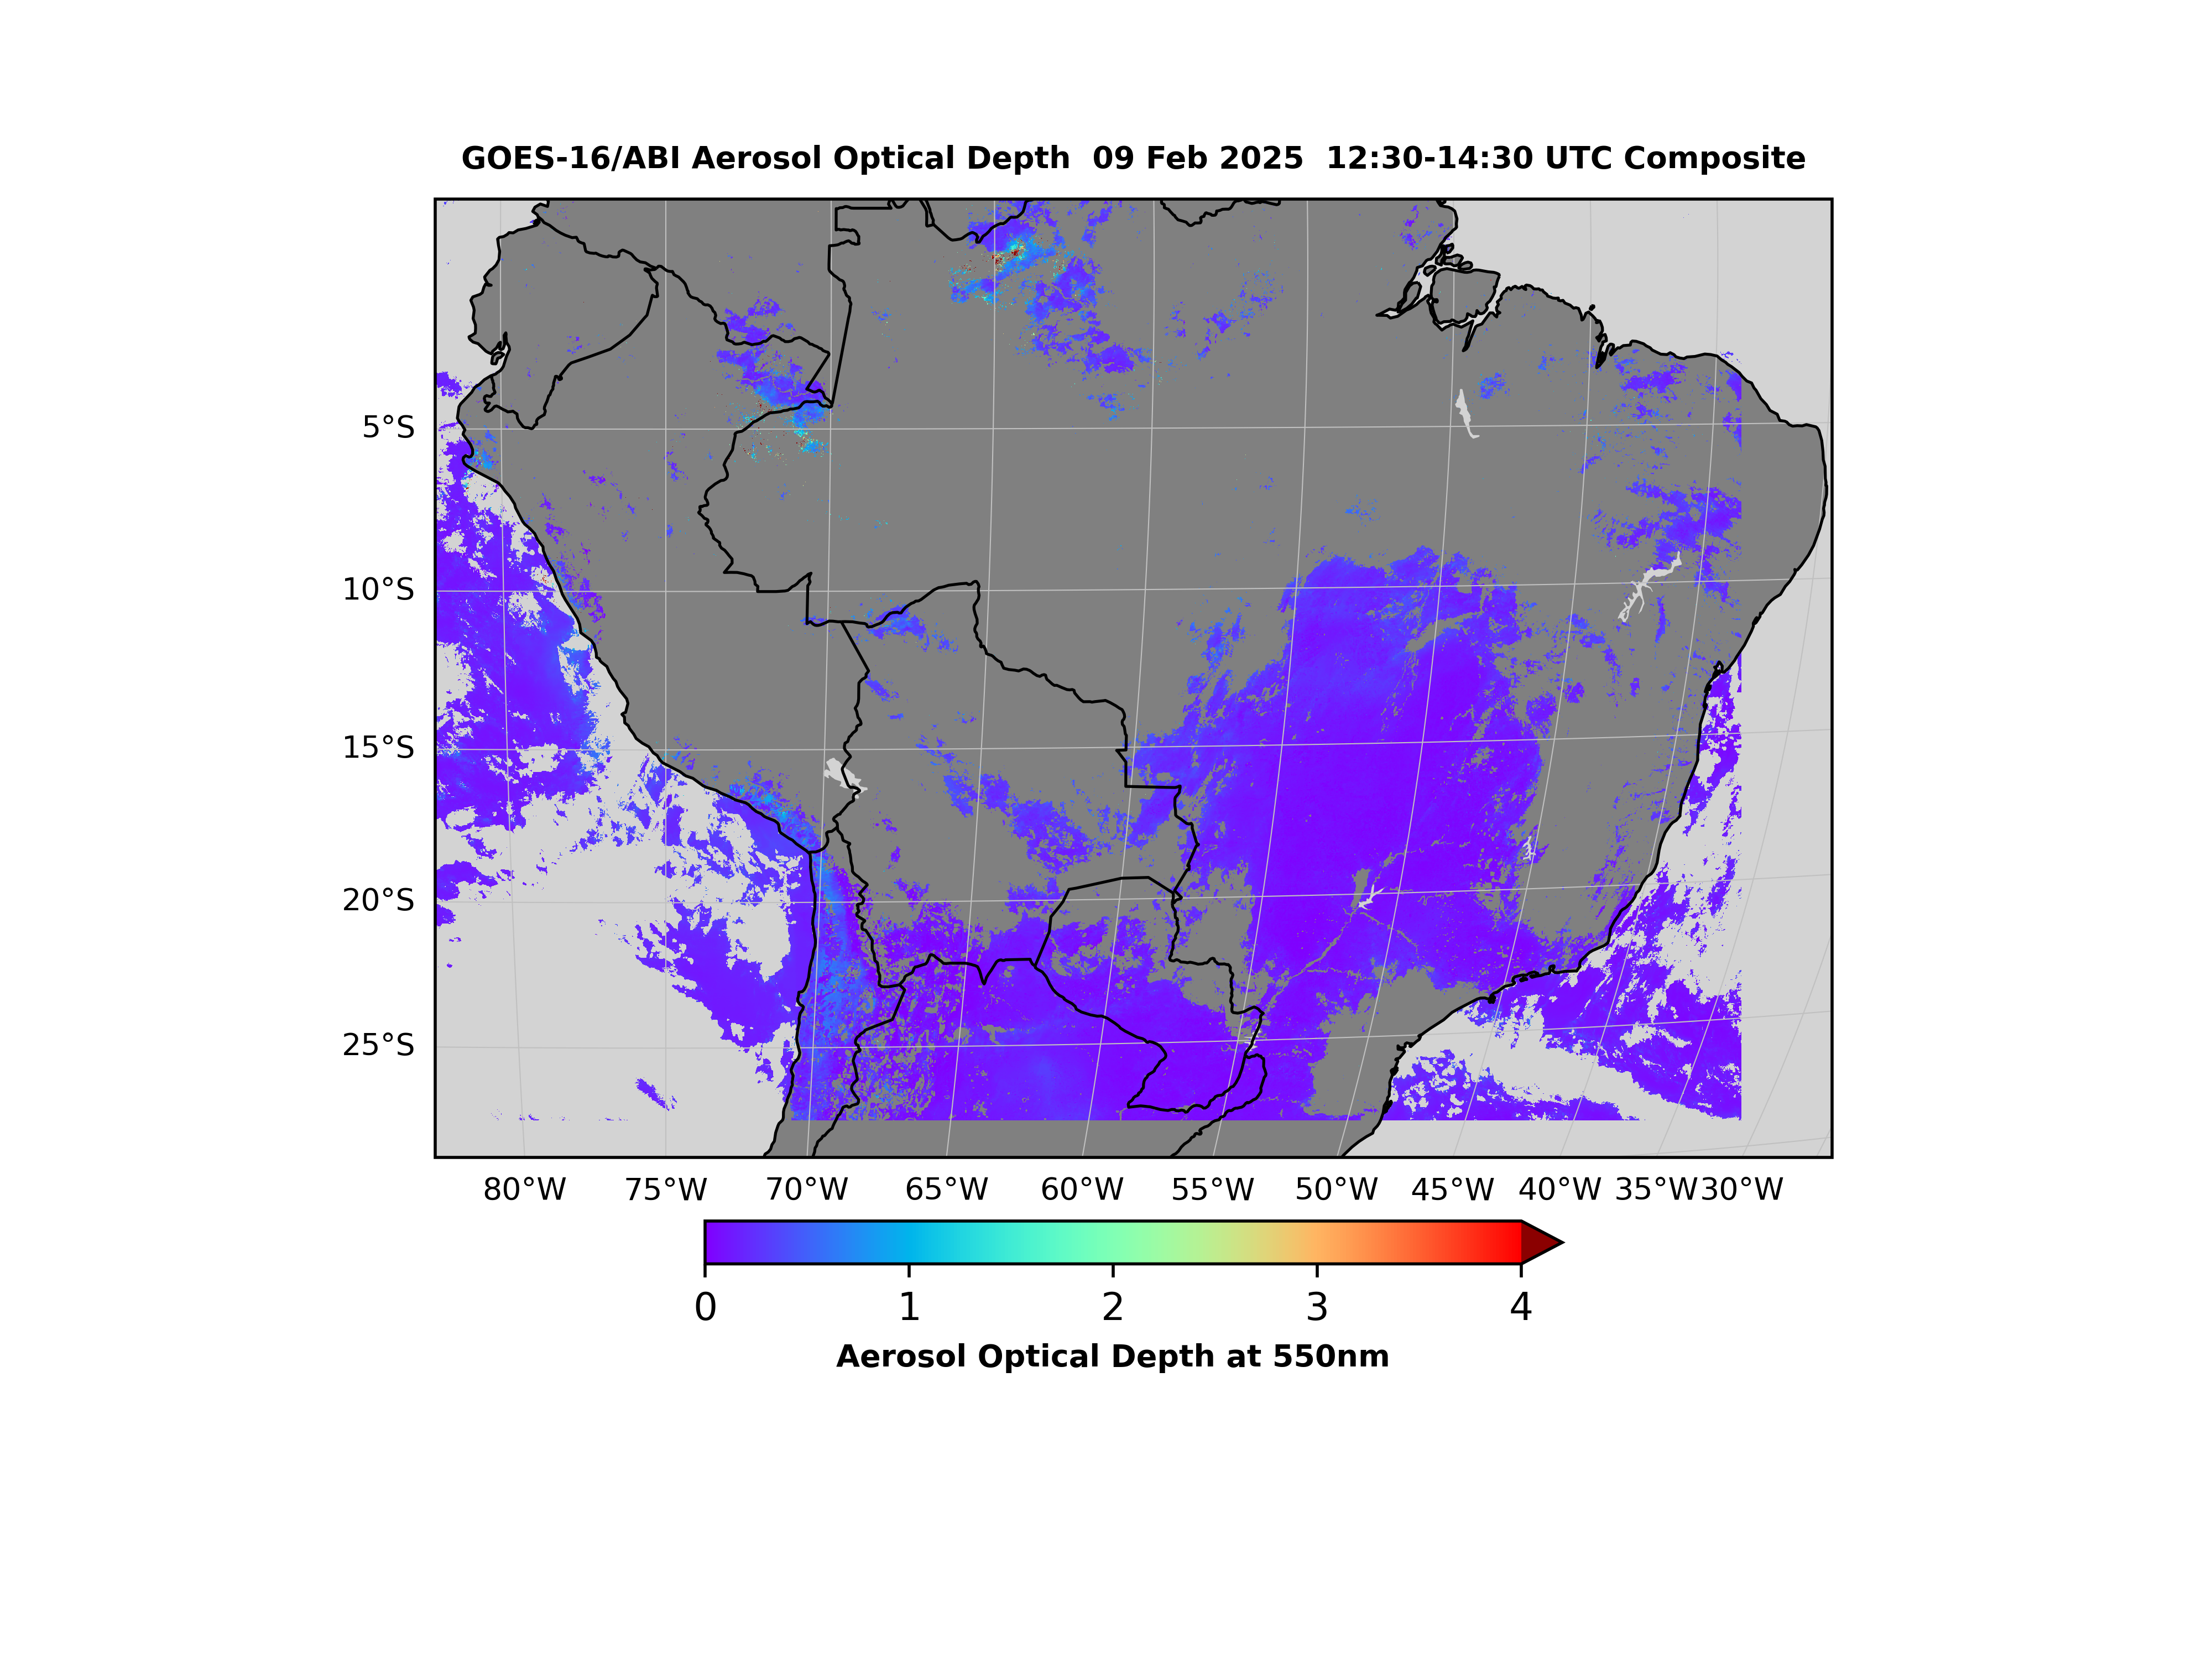 GOES-16/ABI Aerosol Optical Depth  09 Feb 2025  12:30-14:30 UTC Composite
5°S
10°S
15°S
20°S
25°S
80°W 75°W 70°W 65°W 60°W 55°W 50°W 45°W 40°W 35°W 30°W
0 1 2 3 4
Aerosol Optical Depth at 550nm